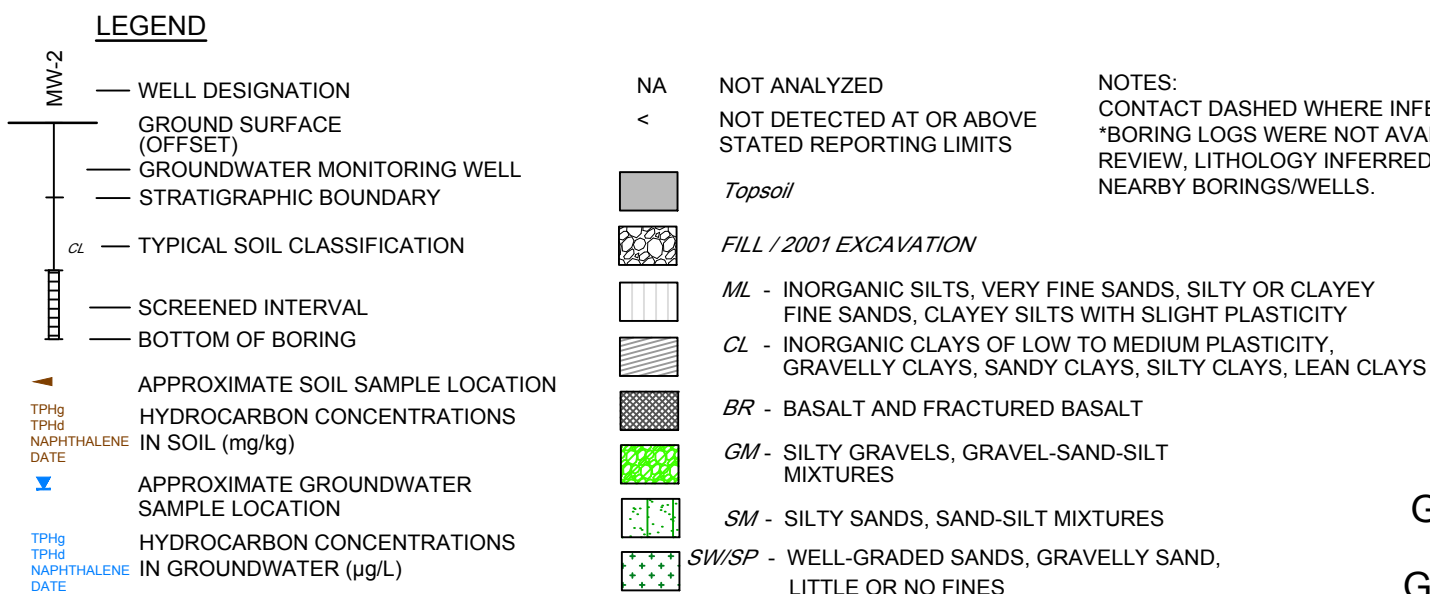 LEGEND
MW-2
WELL DESIGNATION
GROUND SURFACE
(OFFSET)
GROUNDWATER MONITORING WELL
STRATIGRAPHIC BOUNDARY
CL
TYPICAL SOIL CLASSIFICATION
SCREENED INTERVAL
BOTTOM OF BORING
APPROXIMATE SOIL SAMPLE LOCATION
TPHg
TPHd
NAPHTHALENE
DATE
HYDROCARBON CONCENTRATIONS
IN SOIL (mg/kg)
APPROXIMATE GROUNDWATER
SAMPLE LOCATION
TPHg
TPHd
NAPHTHALENE
DATE
HYDROCARBON CONCENTRATIONS
IN GROUNDWATER (µg/L)
NA NOT ANALYZED
< NOT DETECTED AT OR ABOVE
STATED REPORTING LIMITS
Topsoil
FILL / 2001 EXCAVATION
ML - INORGANIC SILTS, VERY FINE SANDS, SILTY OR CLAYEY
FINE SANDS, CLAYEY SILTS WITH SLIGHT PLASTICITY
CL - INORGANIC CLAYS OF LOW TO MEDIUM PLASTICITY,
GRAVELLY CLAYS, SANDY CLAYS, SILTY CLAYS, LEAN CLAYS
BR - BASALT AND FRACTURED BASALT
GM - SILTY GRAVELS, GRAVEL-SAND-SILT
MIXTURES
SM - SILTY SANDS, SAND-SILT MIXTURES
SW/SP - WELL-GRADED SANDS, GRAVELLY SAND,
LITTLE OR NO FINES
NOTES:
CONTACT DASHED WHERE
*BORING LOGS WERE NOT
REVIEW, LITHOLOGY INFERRED
NEARBY BORINGS/WELLS.